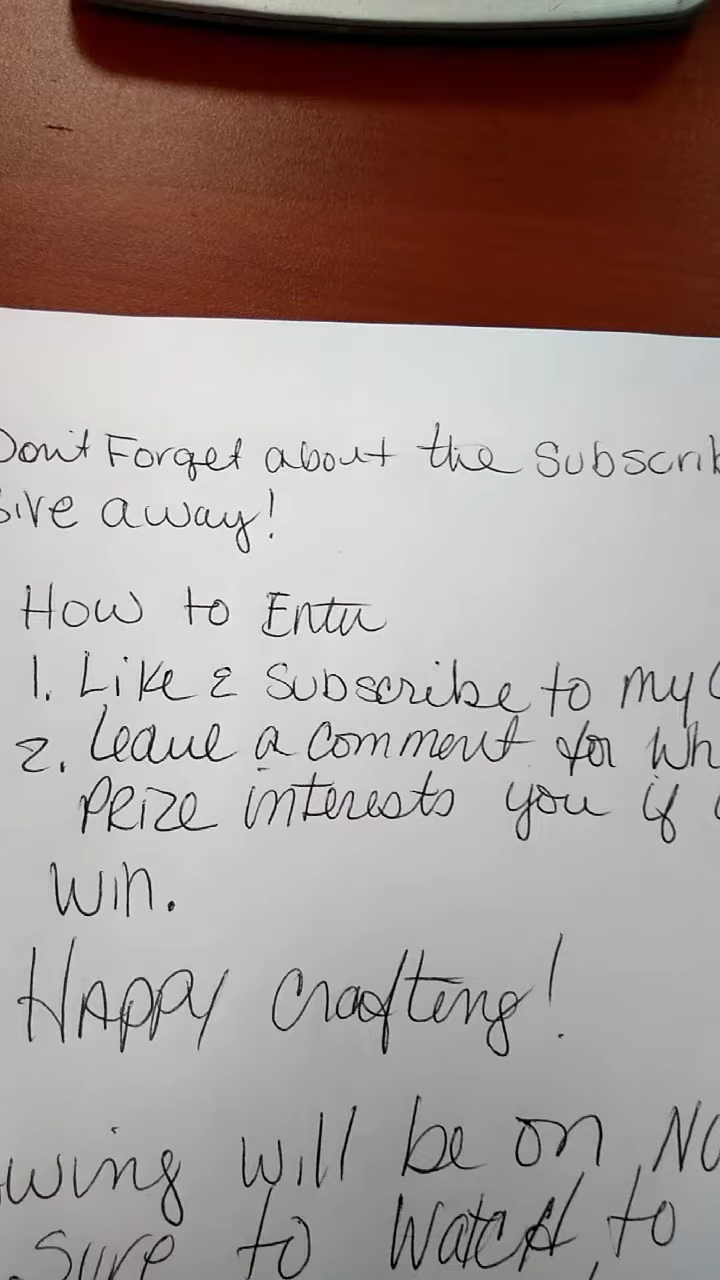 Don't Forget about the Subscrib
Give away!
How to Enter
1. Like & Subscribe to my C
2. Leave a comment for wh
Prize interests you if
win.
Happy Crafting!
wing will be on NO
Sure to Watch to